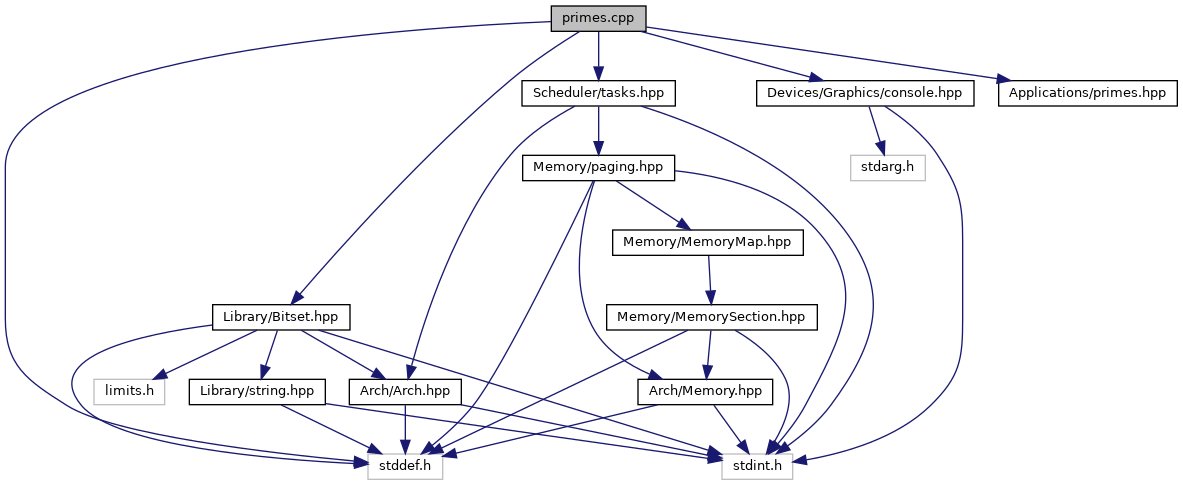 primes.cpp
Scheduler/tasks.hpp
Devices/Graphics/console.hpp
Applications/primes.hpp
Memory/paging.hpp
stdarg.h
Memory/MemoryMap.hpp
Library/Bitset.hpp
Memory/MemorySection.hpp
limits.h
Library/string.hpp
Arch/Arch.hpp
Arch/Memory.hpp
stddef.h
stdint.h